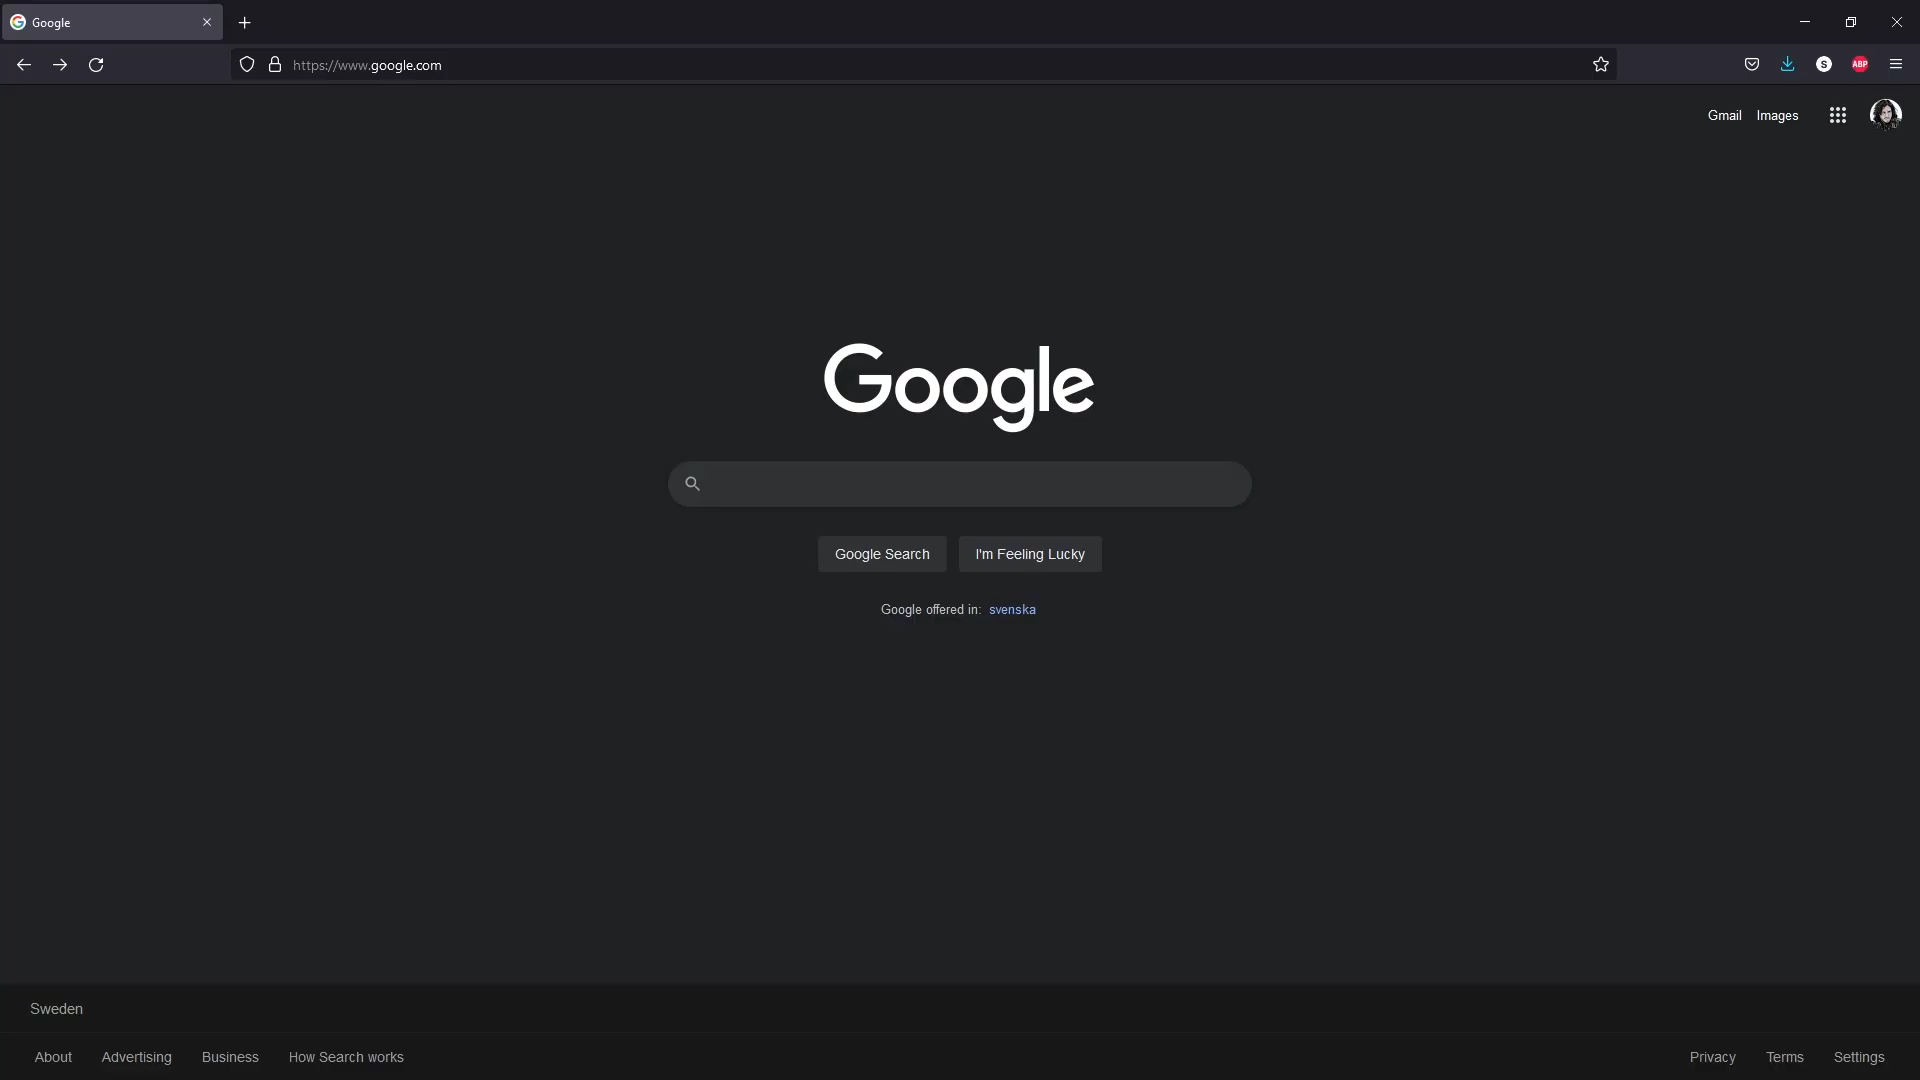 Google
https://www.google.com
S
ABP
Gmail Images
Google
Google Search I'm Feeling Lucky
Google offered in: svenska
Sweden
About Advertising Business How Search works Privacy Terms Settings